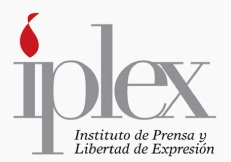 iplex
Instituto de Prensa y
Libertad de Expresión